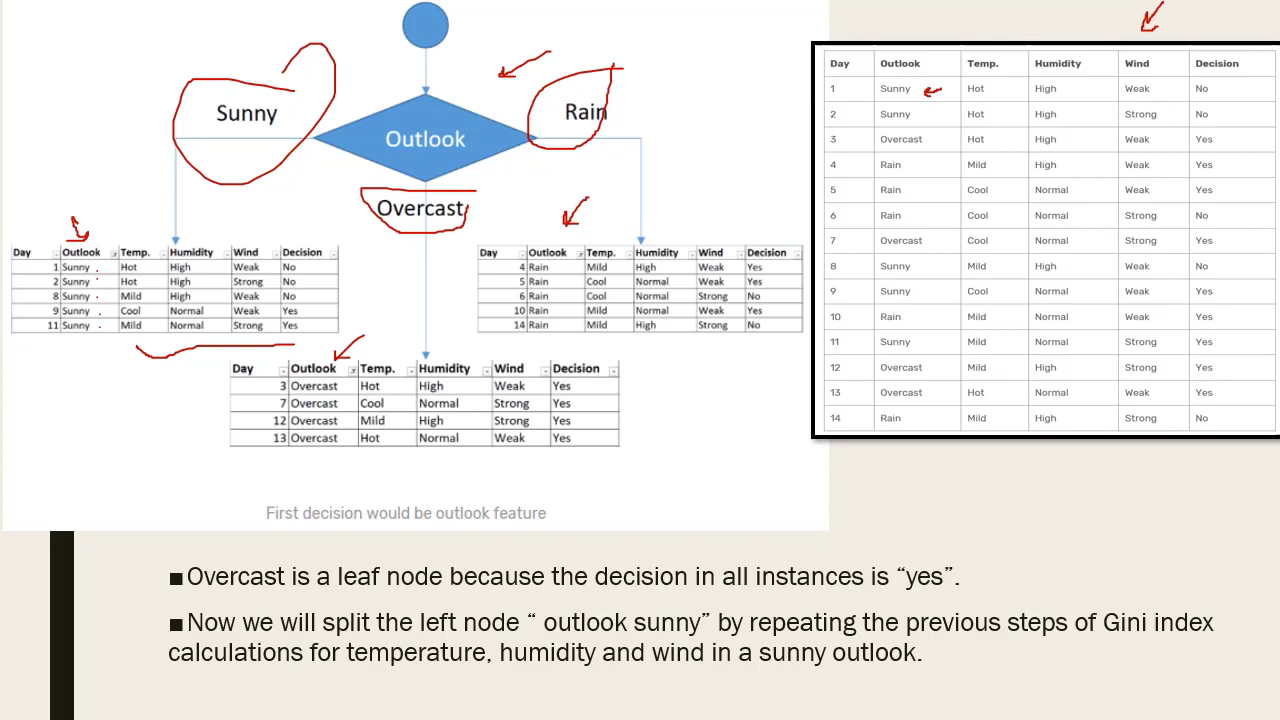 Sunny
Rain
Outlook
Overcast
Day Outlook Temp. Humidity Wind Decision
1 Sunny Hot High Weak No
2 Sunny Hot High Strong No
8 Sunny Mild High Weak No
9 Sunny Cool Normal Weak Yes
11 Sunny Mild Normal Strong Yes
Day Outlook Temp. Humidity Wind Decision
4 Rain Mild High Weak Yes
5 Rain Cool Normal Weak Yes
6 Rain Cool Normal Strong No
10 Rain Mild Normal Weak Yes
14 Rain Mild High Strong No
Day Outlook Temp. Humidity Wind Decision
3 Overcast Hot High Weak Yes
7 Overcast Cool Normal Strong Yes
12 Overcast Mild High Strong Yes
13 Overcast Hot Normal Weak Yes
First decision would be outlook feature
Day Outlook Temp. Humidity Wind Decision
1 Sunny Hot High Weak No
2 Sunny Hot High Strong No
3 Overcast Hot High Weak Yes
4 Rain Mild High Weak Yes
5 Rain Cool Normal Weak Yes
6 Rain Cool Normal Strong No
7 Overcast Cool Normal Strong Yes
8 Sunny Mild High Weak No
9 Sunny Cool Normal Weak Yes
10 Rain Mild Normal Weak Yes
11 Sunny Mild Normal Strong Yes
12 Overcast Mild High Strong Yes
13 Overcast Hot Normal Weak Yes
14 Rain Mild High Strong No
■Overcast is a leaf node because the decision in all instances is “yes”.
■Now we will split the left node “ outlook sunny” by repeating the previous steps of Gini index
calculations for temperature, humidity and wind in a sunny outlook.